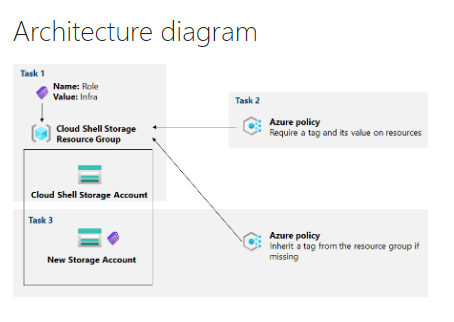 Architecture diagram
Task 1
Name: Role
Value: Infra
Cloud Shell Storage
Resource Group
Cloud Shell Storage Account
Task 2
Azure policy
Require a tag and its value on resources
Task 3
New Storage Account
Azure policy
Inherit a tag from the resource group if
missing